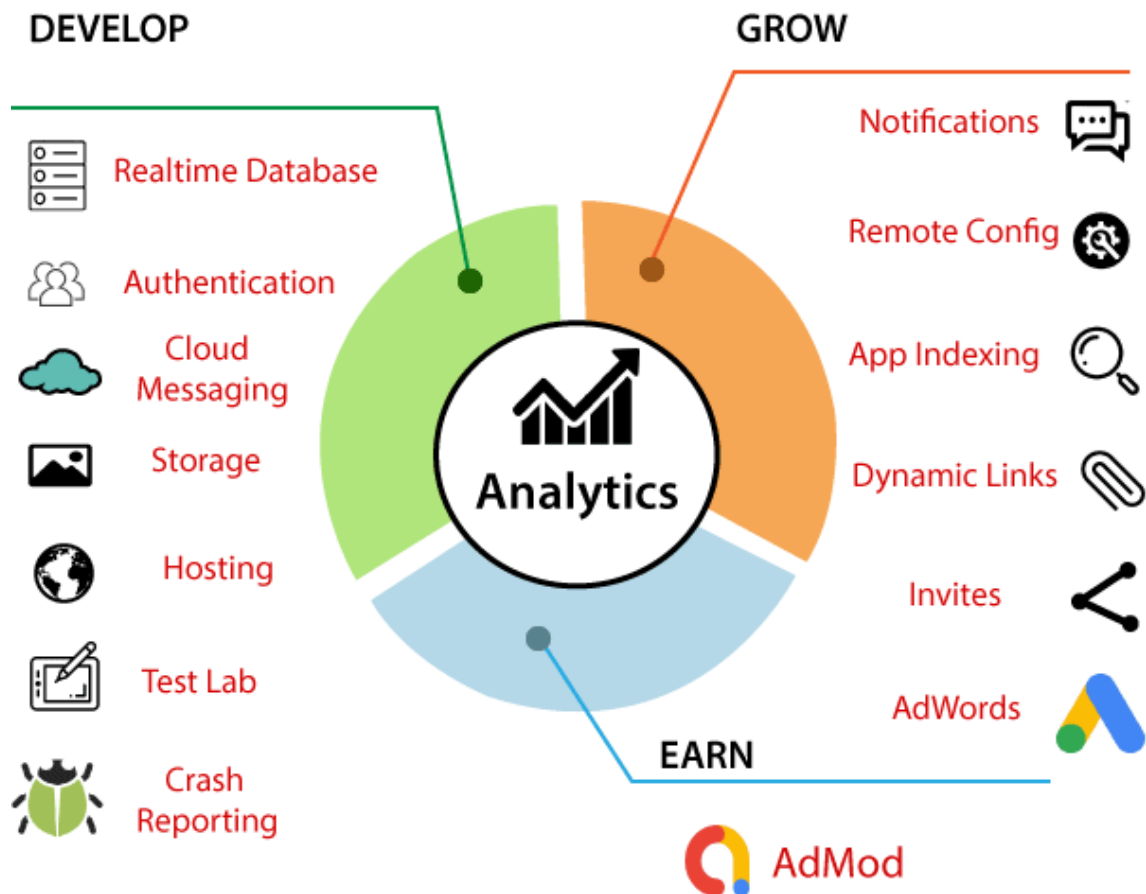 DEVELOP
Realtime Database
Authentication
Cloud
Messaging
Storage
Hosting
Test Lab
Crash
Reporting
GROW
Notifications
Remote Config
App Indexing
Dynamic Links
Invites
AdWords
Analytics
EARN
AdMod